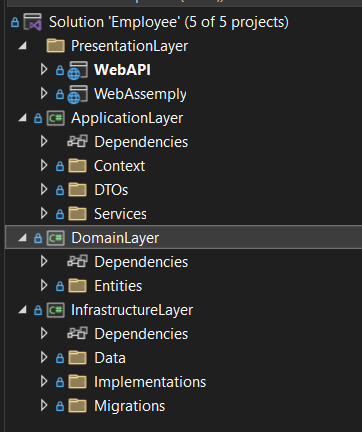 Solution 'Employee' (5 of 5 projects)
PresentationLayer
WebAPI
WebAssemply
C# ApplicationLayer
Dependencies
Context
DTOs
Services
C# DomainLayer
Dependencies
Entities
C# InfrastructureLayer
Dependencies
Data
Implementations
Migrations